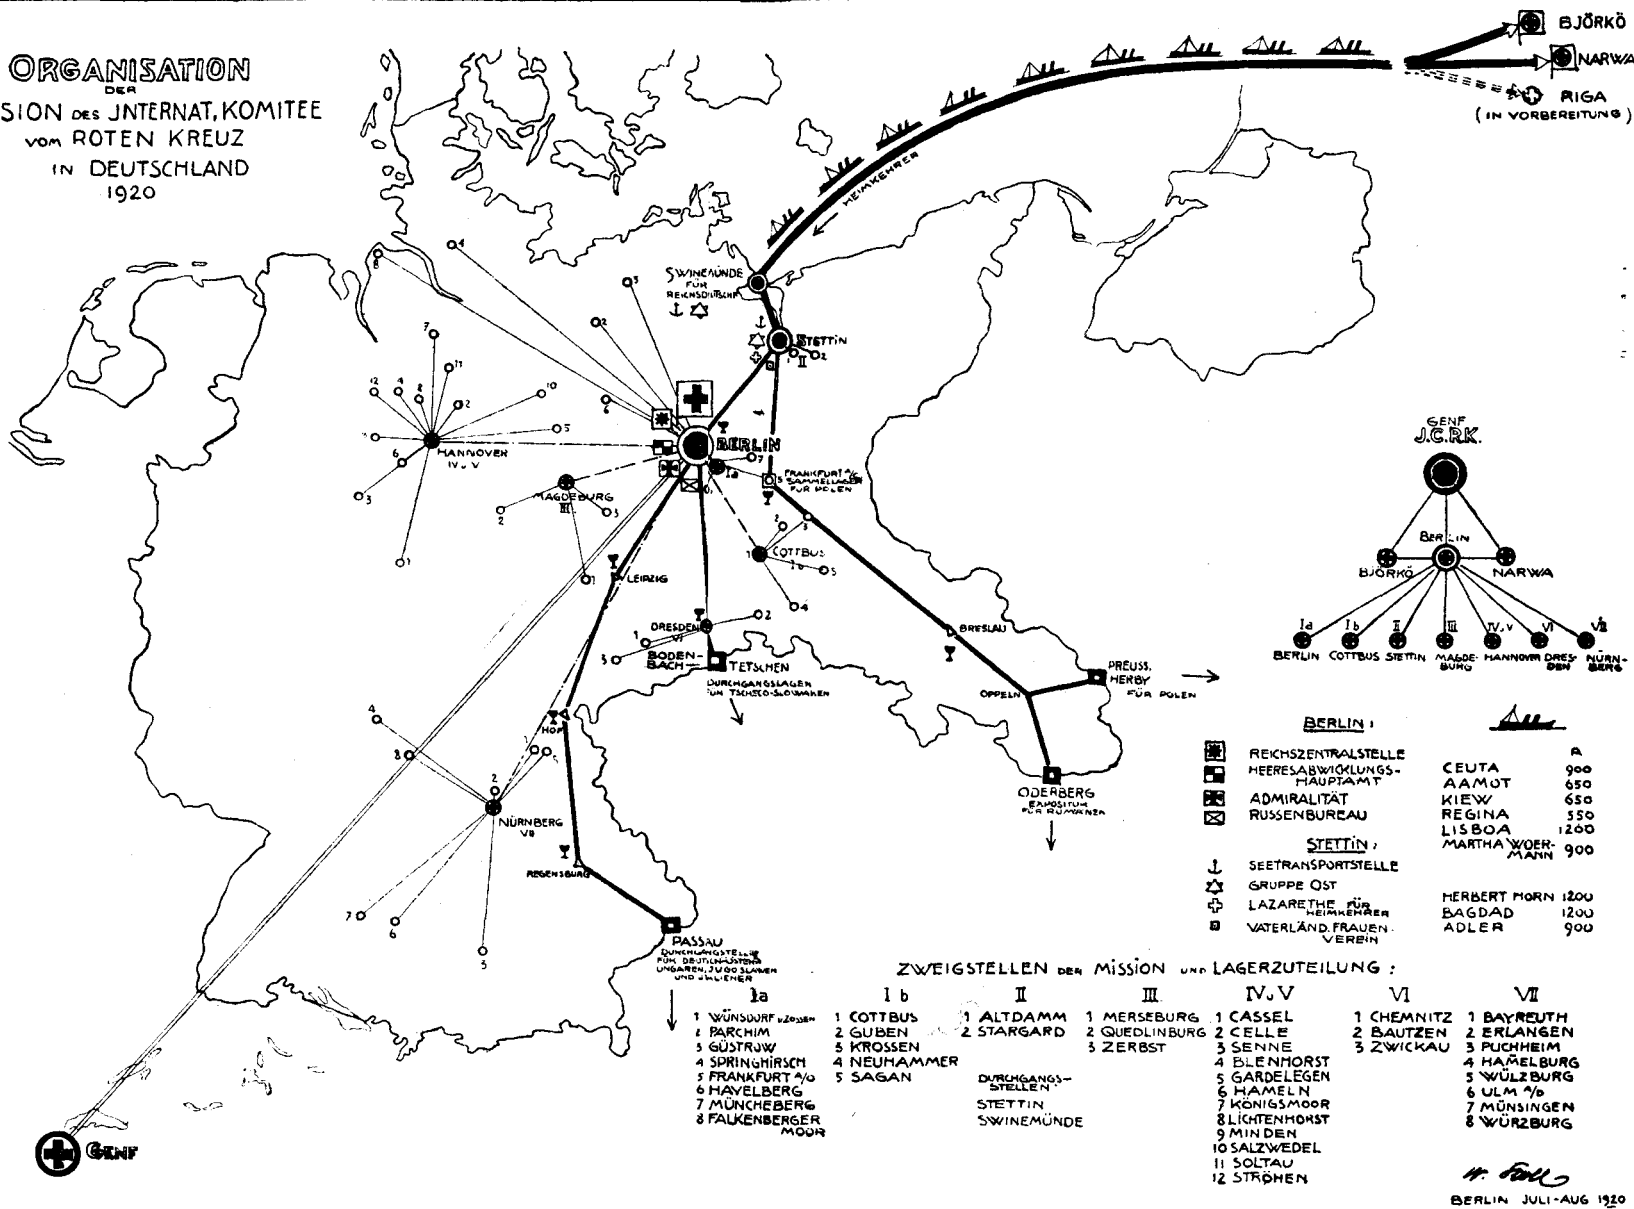 ORGANISATION
DER
SION DES JNTERNAT. KOMITEE
VOM ROTEN KREUZ
IN DEUTSCHLAND
1920
BJÖRKÖ
NARWA
RIGA
(IN VORBEREITUNG)
HEIMKEHRER
SWINEMÜNDE
FÜR
REICHSDEUTSCHE
STETTIN
II
BERLIN
Ia
HANNOVER
IV u V
MAGDEBURG
III
FRANKFURT A/O
SAMMELLAGER
FÜR POLEN
COTTBUS
Ib
LEIPZIG
DRESDEN
VI
BODEN-
BACH
TETSCHEN
DURCHGANGSLAGER
FÜR TSCHECO-SLOWAKEN
BRESLAU
OPPELN
PREUSS.
HERBY
FÜR POLEN
ODERBERG
EXPOSITUR
HOF
NÜRNBERG
VII
REGENSBURG
PASSAU
DURCHGANGSTELLE
UNGAREN, JUGOSLAWEN
GENF
GENF
J.C.R.K.
BERLIN
BJÖRKÖ
NARWA
Ia Ib II III IV.V VI VII
BERLIN COTTBUS STETTIN MAGDE-BURG HANNOVER DRES-DEN NÜRN-BERG
BERLIN:
REICHSZENTRALSTELLE
HEERESABWICKLUNGS-
HAUPTAMT
ADMIRALITÄT
RUSSENBUREAU
STETTIN:
SEETRANSPORTSTELLE
GRUPPE OST
LAZARETHE FÜR
HEIMKEHRER
VATERLÄND. FRAUEN.
VEREIN
CEUTA 900
AAMOT 650
KIEW 650
REGINA 550
LISBOA 1200
MARTHA WOER-
MANN 900
HERBERT HORN 1200
BAGDAD 1200
ADLER 900
ZWEIGSTELLEN DER MISSION UND LAGERZUTEILUNG:
Ia
1 WÜNSDORF u. ZOSSEN
2 PARCHIM
3 GÜSTROW
4 SPRINGHIRSCH
5 FRANKFURT A/O
6 HAVELBERG
7 MÜNCHEBERG
8 FALKENBERGER
MOOR
Ib
1 COTTBUS
2 GUBEN
3 KROSSEN
4 NEUHAMMER
5 SAGAN
II
1 ALTDAMM
2 STARGARD
DURCHGANGS-
STELLEN
STETTIN
SWINEMÜNDE
III
1 MERSEBURG
2 QUEDLINBURG
3 ZERBST
IV u V
1 CASSEL
2 CELLE
3 SENNE
4 BLENHORST
5 GARDELEGEN
6 HAMELN
7 KÖNIGSMOOR
8 LICHTENHORST
9 MINDEN
10 SALZWEDEL
11 SOLTAU
12 STRÖHEN
VI
1 CHEMNITZ
2 BAUTZEN
3 ZWICKAU
VII
1 BAYREUTH
2 ERLANGEN
3 PUCHHEIM
4 HAMELBURG
5 WÜLZBURG
6 ULM A/D
7 MÜNSINGEN
8 WÜRZBURG
BERLIN JULI-AUG 1920